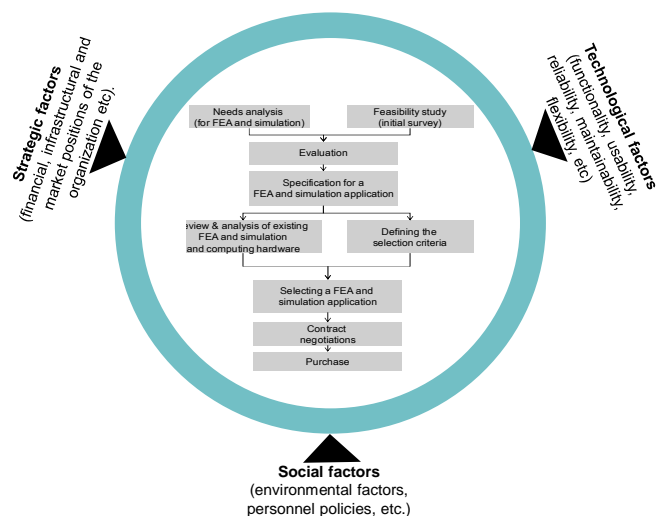 Strategic factors
(financial, infrastructural and
market positions of the
organization etc).
Technological factors
(functionality, usability,
reliability, maintainability,
flexibility, etc)
Needs analysis
(for FEA and simulation)
Feasibility study
(initial survey)
Evaluation
Specification for a
FEA and simulation application
eview & analysis of existing
FEA and simulation
and computing hardware
Defining the
selection criteria
Selecting a FEA and
simulation application
Contract
negotiations
Purchase
Social factors
(environmental factors,
personnel policies, etc.)